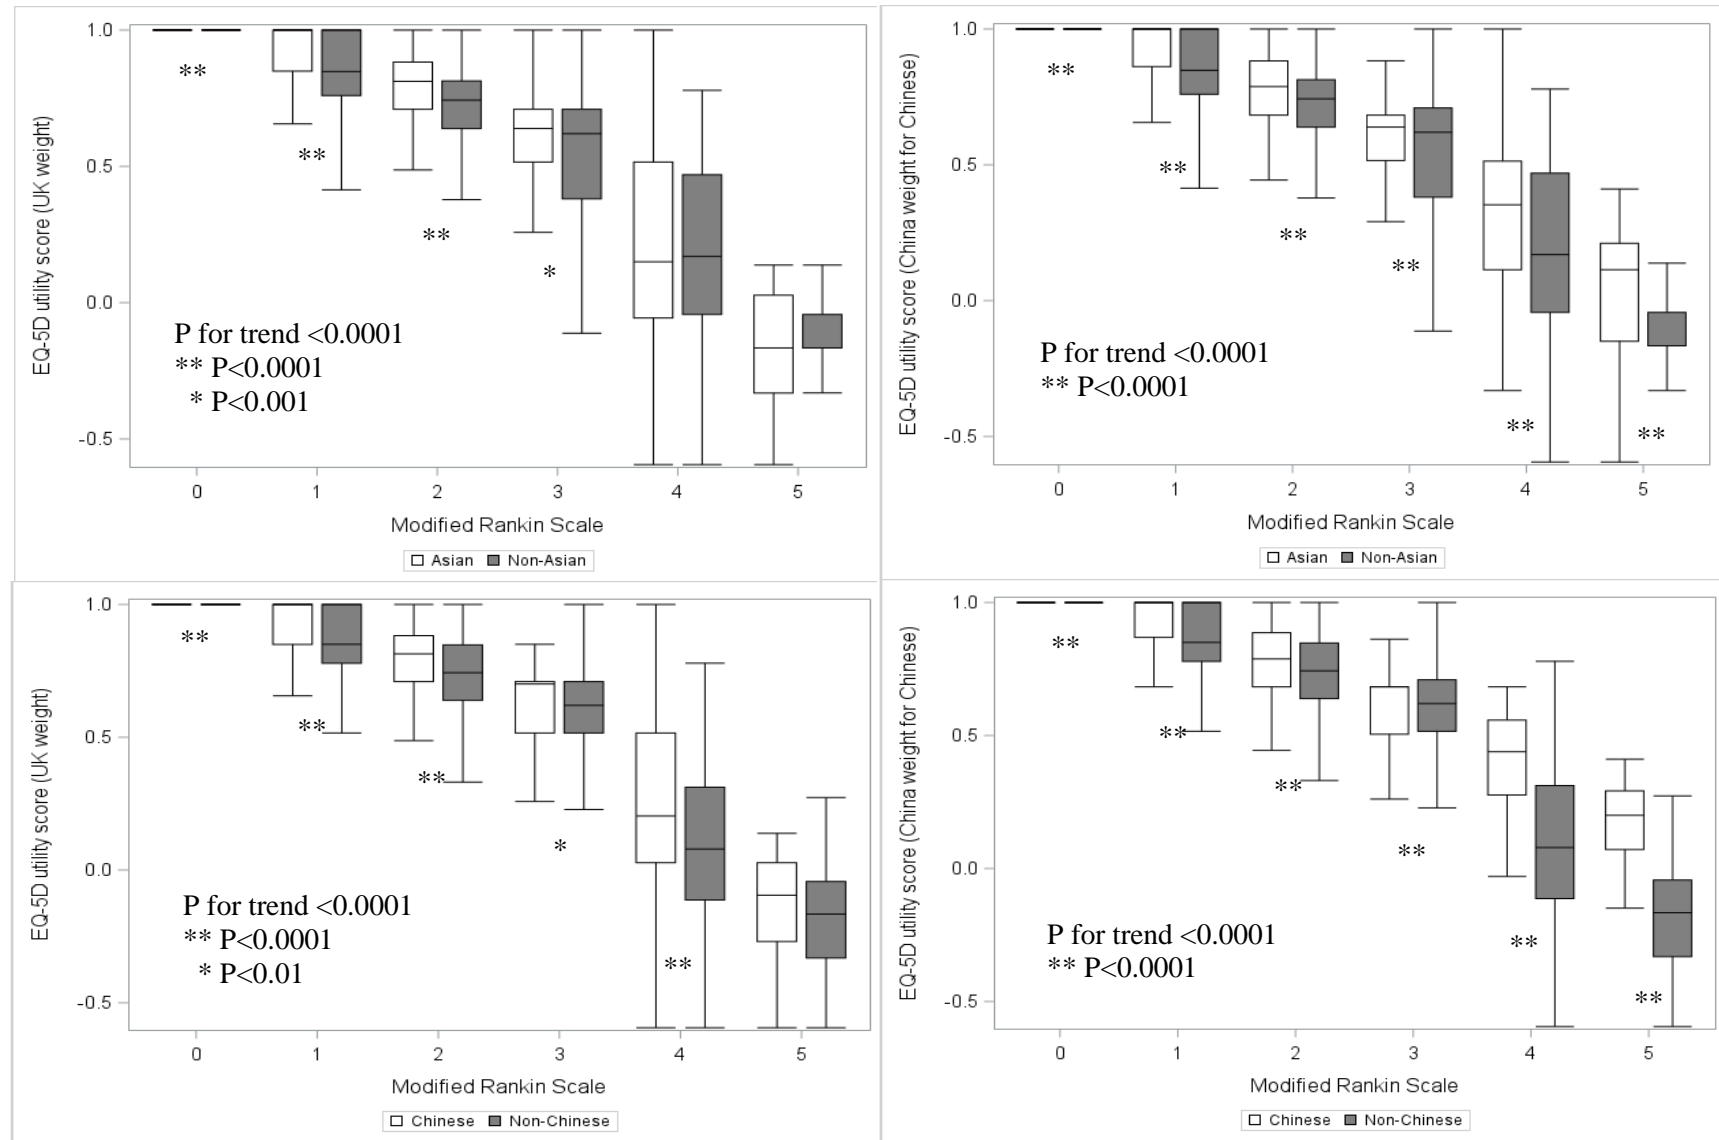 EQ-5D utility score (UK weight)
1.0
0.5
0.0
-0.5
**
**
**
*
P for trend <0.0001
** P<0.0001
* P<0.001
0 1 2 3 4 5
Modified Rankin Scale
Asian Non-Asian
EQ-5D utility score (China weight for Chinese)
1.0
0.5
0.0
-0.5
**
**
**
**
**
**
P for trend <0.0001
** P<0.0001
0 1 2 3 4 5
Modified Rankin Scale
Asian Non-Asian
EQ-5D utility score (UK weight)
1.0
0.5
0.0
-0.5
**
**
**
*
**
P for trend <0.0001
** P<0.0001
* P<0.01
0 1 2 3 4 5
Modified Rankin Scale
Chinese Non-Chinese
EQ-5D utility score (China weight for Chinese)
1.0
0.5
0.0
-0.5
**
**
**
**
**
**
P for trend <0.0001
** P<0.0001
0 1 2 3 4 5
Modified Rankin Scale
Chinese Non-Chinese